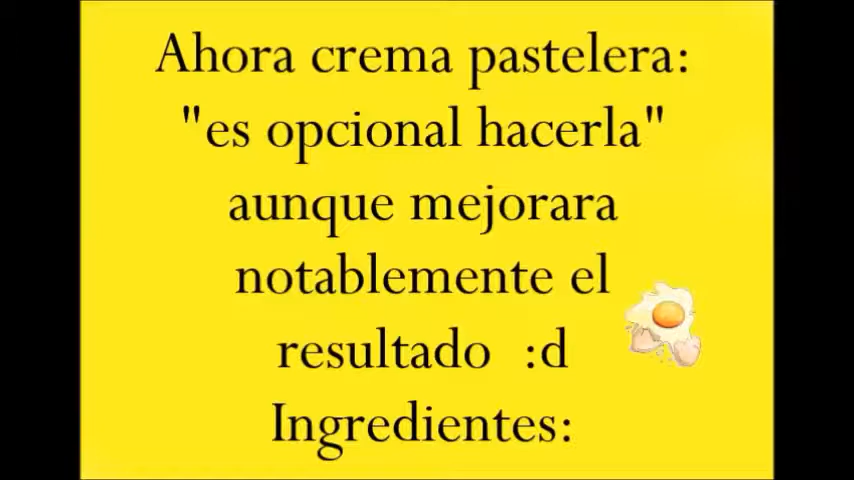 Ahora crema pastelera:
"es opcional hacerla"
aunque mejorara
notablemente el
resultado :d
Ingredientes: